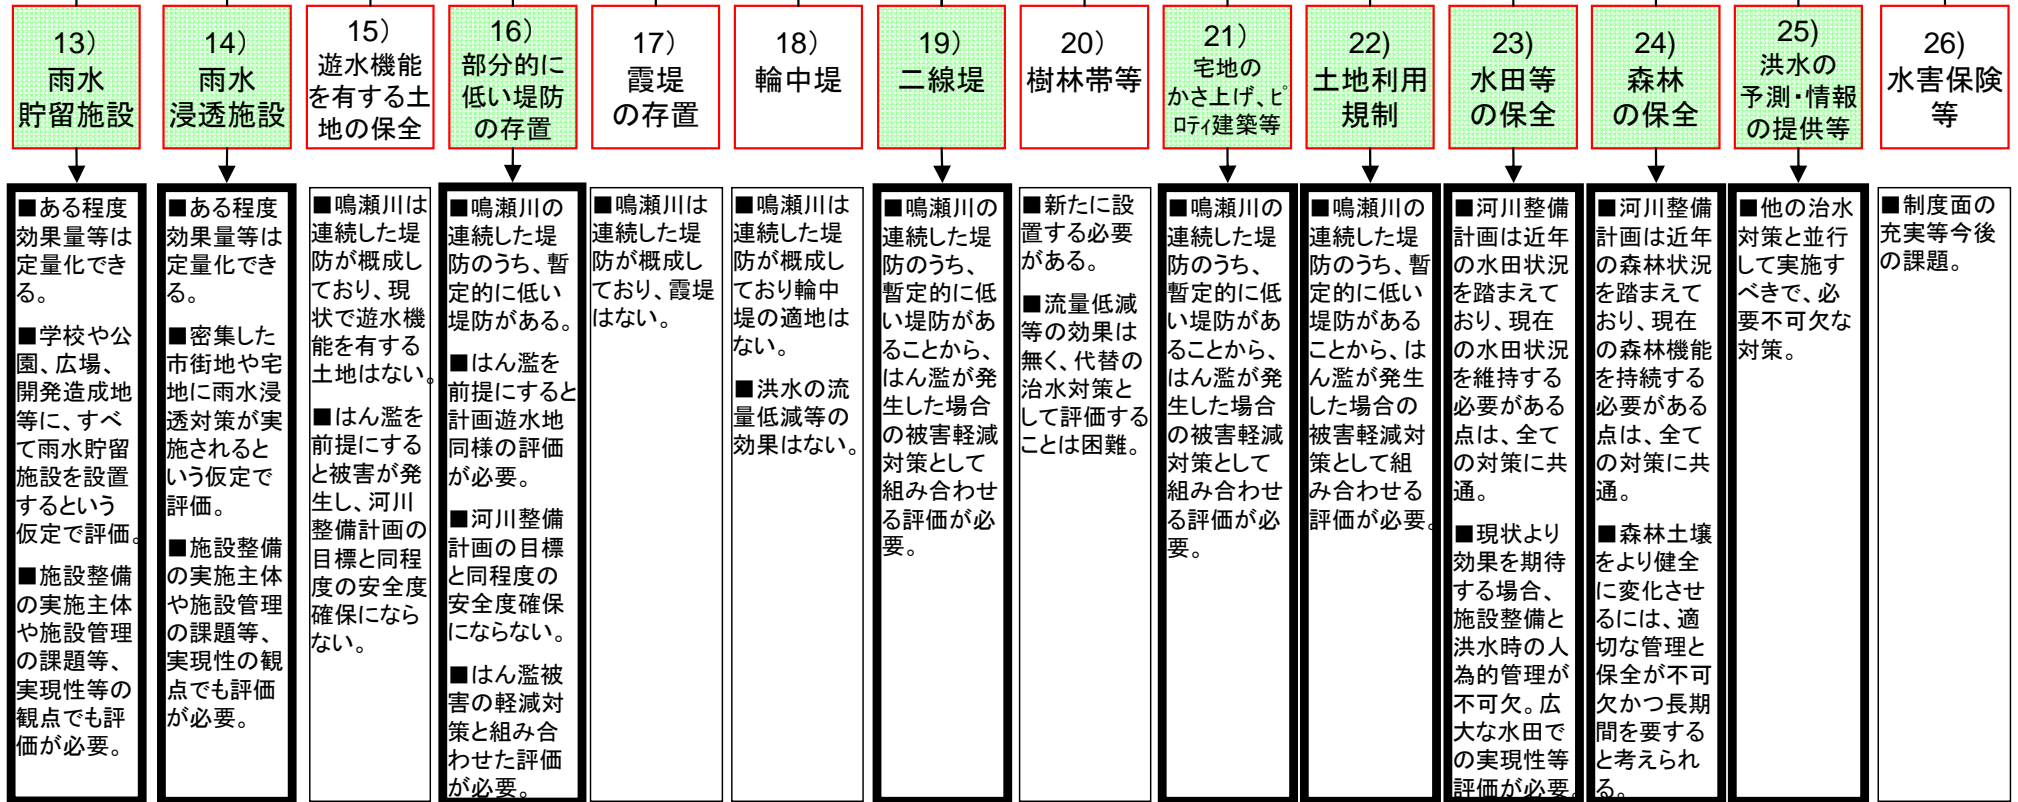 13）
雨水
貯留施設
14）
雨水
浸透施設
15）
遊水機能
を有する土
地の保全
16）
部分的に
低い堤防
の存置
17）
霞堤
の存置
18）
輪中堤
19）
二線堤
20）
樹林帯等
21）
宅地の
かさ上げ、ピ
ロティ建築等
22)
土地利用
規制
23)
水田等
の保全
24)
森林
の保全
25)
洪水の
予測・情報
の提供等
26)
水害保険
等
■ある程度
効果量等は
定量化でき
る。
■学校や公
園、広場、
開発造成地
等に、すべ
て雨水貯留
施設を設置
するという
仮定で評価。
■施設整備
の実施主体
や施設管理
の課題等、
実現性等の
観点でも評
価が必要。
■ある程度
効果量等は
定量化でき
る。
■密集した
市街地や宅
地に雨水浸
透対策が実
施されると
いう仮定で
評価。
■施設整備
の実施主体
や施設管理
の課題等、
実現性の観
点でも評価
が必要。
■鳴瀬川は
連続した堤
防が概成し
ており、現
状で遊水機
能を有する
土地はない。
■はん濫を
前提にする
と被害が発
生し、河川
整備計画の
目標と同程
度の安全度
確保になら
ない。
■鳴瀬川の
連続した堤
防のうち、暫
定的に低い
堤防がある。
■はん濫を
前提にすると
計画遊水地
同様の評価
が必要。
■河川整備
計画の目標
と同程度の
安全度確保
にならない。
■はん濫被
害の軽減対
策と組み合
わせた評価
が必要。
■鳴瀬川は
連続した堤
防が概成し
ており、霞堤
はない。
■鳴瀬川は
連続した堤
防が概成し
ており輪中
堤の適地は
ない。
■洪水の流
量低減等の
効果はない。
■鳴瀬川の
連続した堤
防のうち、
暫定的に低
い堤防があ
ることから、
はん濫が発
生した場合
の被害軽減
対策として
組み合わせ
る評価が必
要。
■新たに設
置する必要
がある。
■流量低減
等の効果は
無く、代替の
治水対策と
して評価する
ことは困難。
■鳴瀬川の
連続した堤
防のうち、
暫定的に低
い堤防があ
ることから、
はん濫が発
生した場合
の被害軽減
対策として
組み合わせ
る評価が必
要。
■鳴瀬川の
連続した堤
防のうち、暫
定的に低い
堤防がある
ことから、は
ん濫が発生
した場合の
被害軽減対
策として組
み合わせる
評価が必要。
■河川整備
計画は近年
の水田状況
を踏まえて
おり、現在
の水田状況
を維持する
必要がある
点は、全て
の対策に共
通。
■現状より
効果を期待
する場合、
施設整備と
洪水時の人
為的管理が
不可欠。広
大な水田で
の実現性等
評価が必要。
■河川整備
計画は近年
の森林状況
を踏まえて
おり、現在
の森林機能
を持続する
必要がある
点は、全て
の対策に共
通。
■森林土壌
をより健全
に変化させ
るには、適
切な管理と
保全が不可
欠かつ長期
間を要する
と考えられ
る。
■他の治水
対策と並行
して実施す
べきで、必
要不可欠な
対策。
■制度面の
充実等今後
の課題。